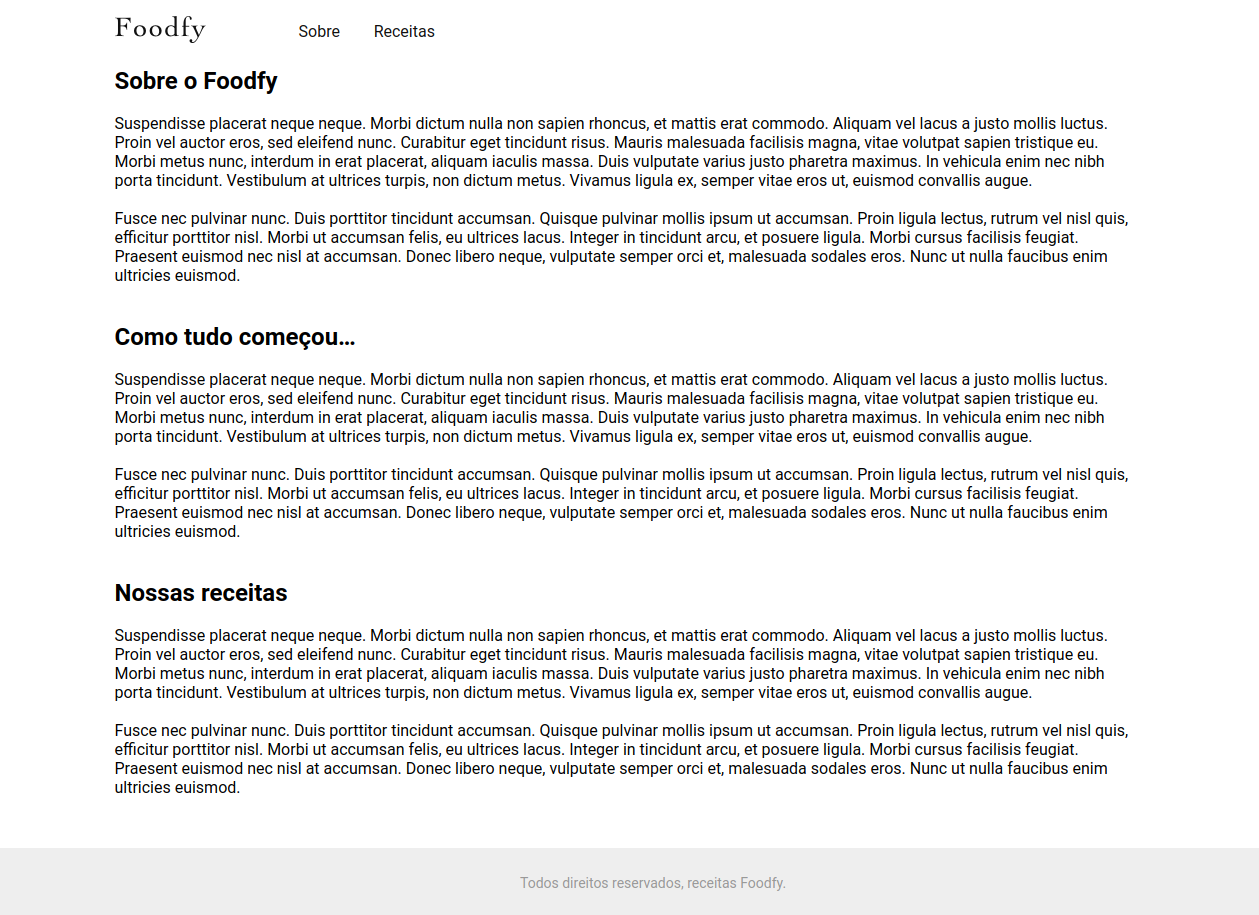 Foodfy
Sobre
Receitas
Sobre o Foodfy
Suspendisse placerat neque neque. Morbi dictum nulla non sapien rhoncus, et mattis erat commodo. Aliquam vel lacus a justo mollis luctus.
Proin vel auctor eros, sed eleifend nunc. Curabitur eget tincidunt risus. Mauris malesuada facilisis magna, vitae volutpat sapien tristique eu.
Morbi metus nunc, interdum in erat placerat, aliquam iaculis massa. Duis vulputate varius justo pharetra maximus. In vehicula enim nec nibh
porta tincidunt. Vestibulum at ultrices turpis, non dictum metus. Vivamus ligula ex, semper vitae eros ut, euismod convallis augue.
Fusce nec pulvinar nunc. Duis porttitor tincidunt accumsan. Quisque pulvinar mollis ipsum ut accumsan. Proin ligula lectus, rutrum vel nisl quis,
efficitur porttitor nisl. Morbi ut accumsan felis, eu ultrices lacus. Integer in tincidunt arcu, et posuere ligula. Morbi cursus facilisis feugiat.
Praesent euismod nec nisl at accumsan. Donec libero neque, vulputate semper orci et, malesuada sodales eros. Nunc ut nulla faucibus enim
ultricies euismod.
Como tudo começou...
Suspendisse placerat neque neque. Morbi dictum nulla non sapien rhoncus, et mattis erat commodo. Aliquam vel lacus a justo mollis luctus.
Proin vel auctor eros, sed eleifend nunc. Curabitur eget tincidunt risus. Mauris malesuada facilisis magna, vitae volutpat sapien tristique eu.
Morbi metus nunc, interdum in erat placerat, aliquam iaculis massa. Duis vulputate varius justo pharetra maximus. In vehicula enim nec nibh
porta tincidunt. Vestibulum at ultrices turpis, non dictum metus. Vivamus ligula ex, semper vitae eros ut, euismod convallis augue.
Fusce nec pulvinar nunc. Duis porttitor tincidunt accumsan. Quisque pulvinar mollis ipsum ut accumsan. Proin ligula lectus, rutrum vel nisl quis,
efficitur porttitor nisl. Morbi ut accumsan felis, eu ultrices lacus. Integer in tincidunt arcu, et posuere ligula. Morbi cursus facilisis feugiat.
Praesent euismod nec nisl at accumsan. Donec libero neque, vulputate semper orci et, malesuada sodales eros. Nunc ut nulla faucibus enim
ultricies euismod.
Nossas receitas
Suspendisse placerat neque neque. Morbi dictum nulla non sapien rhoncus, et mattis erat commodo. Aliquam vel lacus a justo mollis luctus.
Proin vel auctor eros, sed eleifend nunc. Curabitur eget tincidunt risus. Mauris malesuada facilisis magna, vitae volutpat sapien tristique eu.
Morbi metus nunc, interdum in erat placerat, aliquam iaculis massa. Duis vulputate varius justo pharetra maximus. In vehicula enim nec nibh
porta tincidunt. Vestibulum at ultrices turpis, non dictum metus. Vivamus ligula ex, semper vitae eros ut, euismod convallis augue.
Fusce nec pulvinar nunc. Duis porttitor tincidunt accumsan. Quisque pulvinar mollis ipsum ut accumsan. Proin ligula lectus, rutrum vel nisl quis,
efficitur porttitor nisl. Morbi ut accumsan felis, eu ultrices lacus. Integer in tincidunt arcu, et posuere ligula. Morbi cursus facilisis feugiat.
Praesent euismod nec nisl at accumsan. Donec libero neque, vulputate semper orci et, malesuada sodales eros. Nunc ut nulla faucibus enim
ultricies euismod.
Todos direitos reservados, receitas Foodfy.